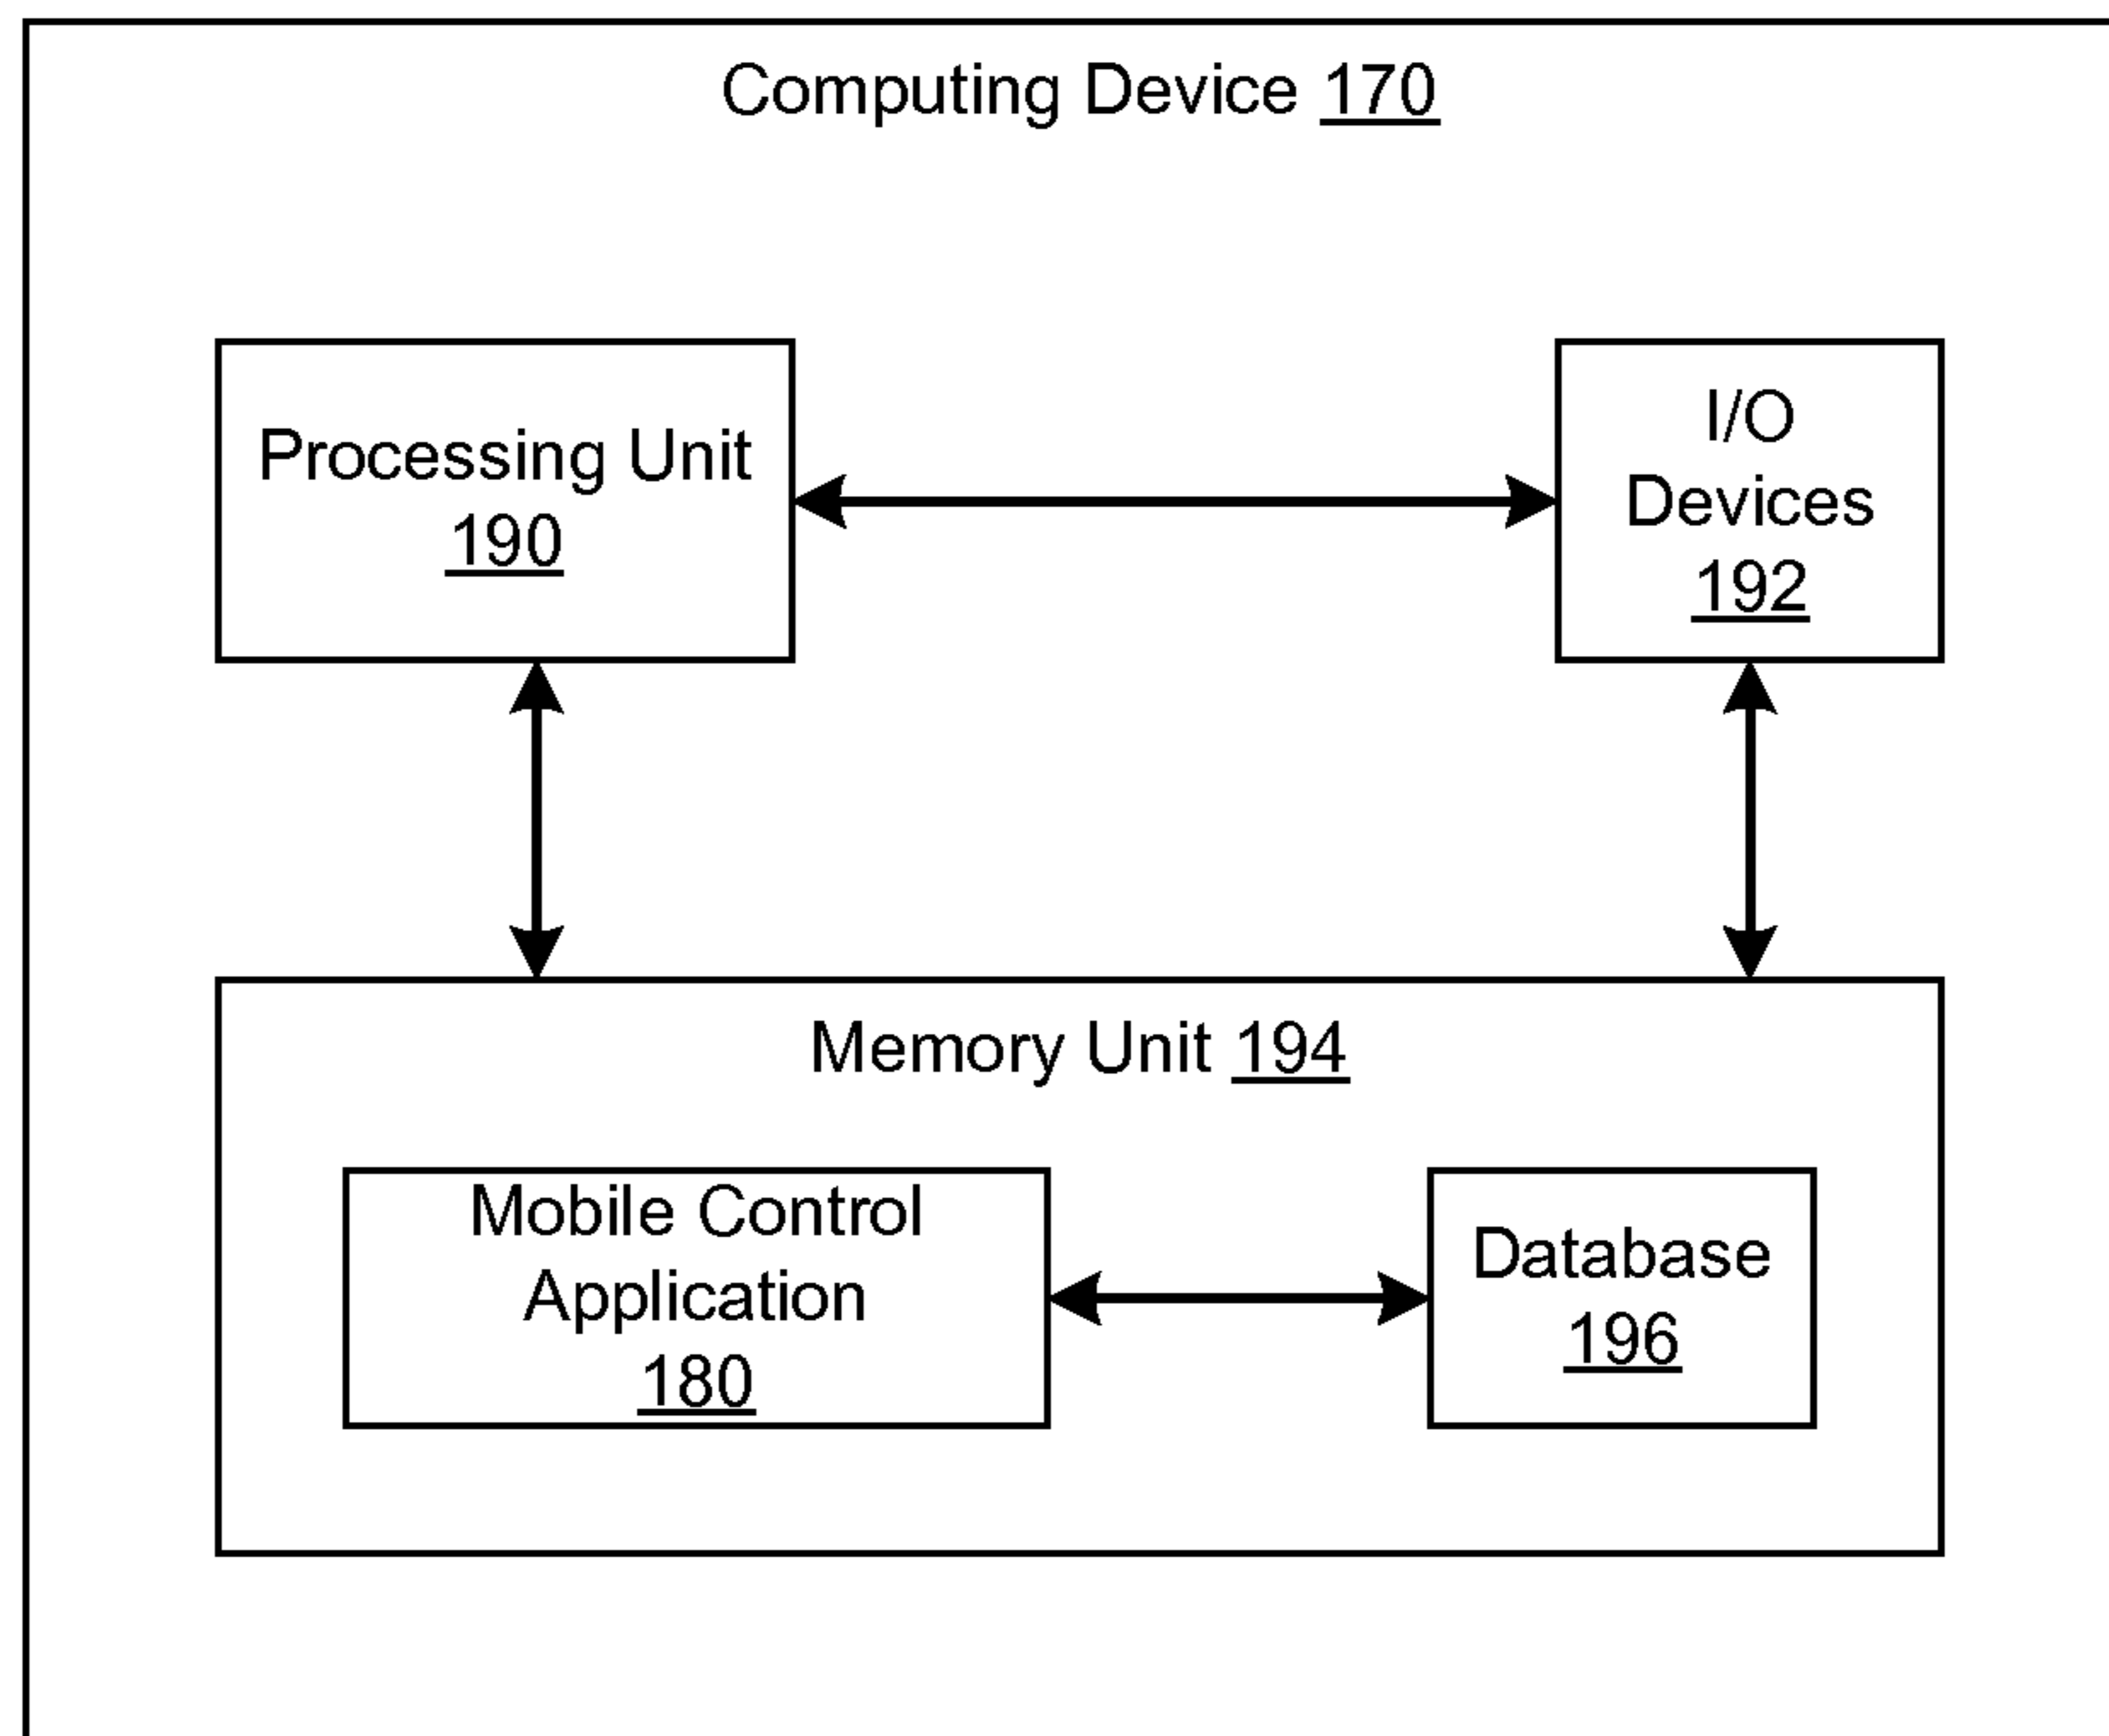 Computing Device 170
Processing Unit
190
I/O
Devices
192
Memory Unit 194
Mobile Control
Application
180
Database
196